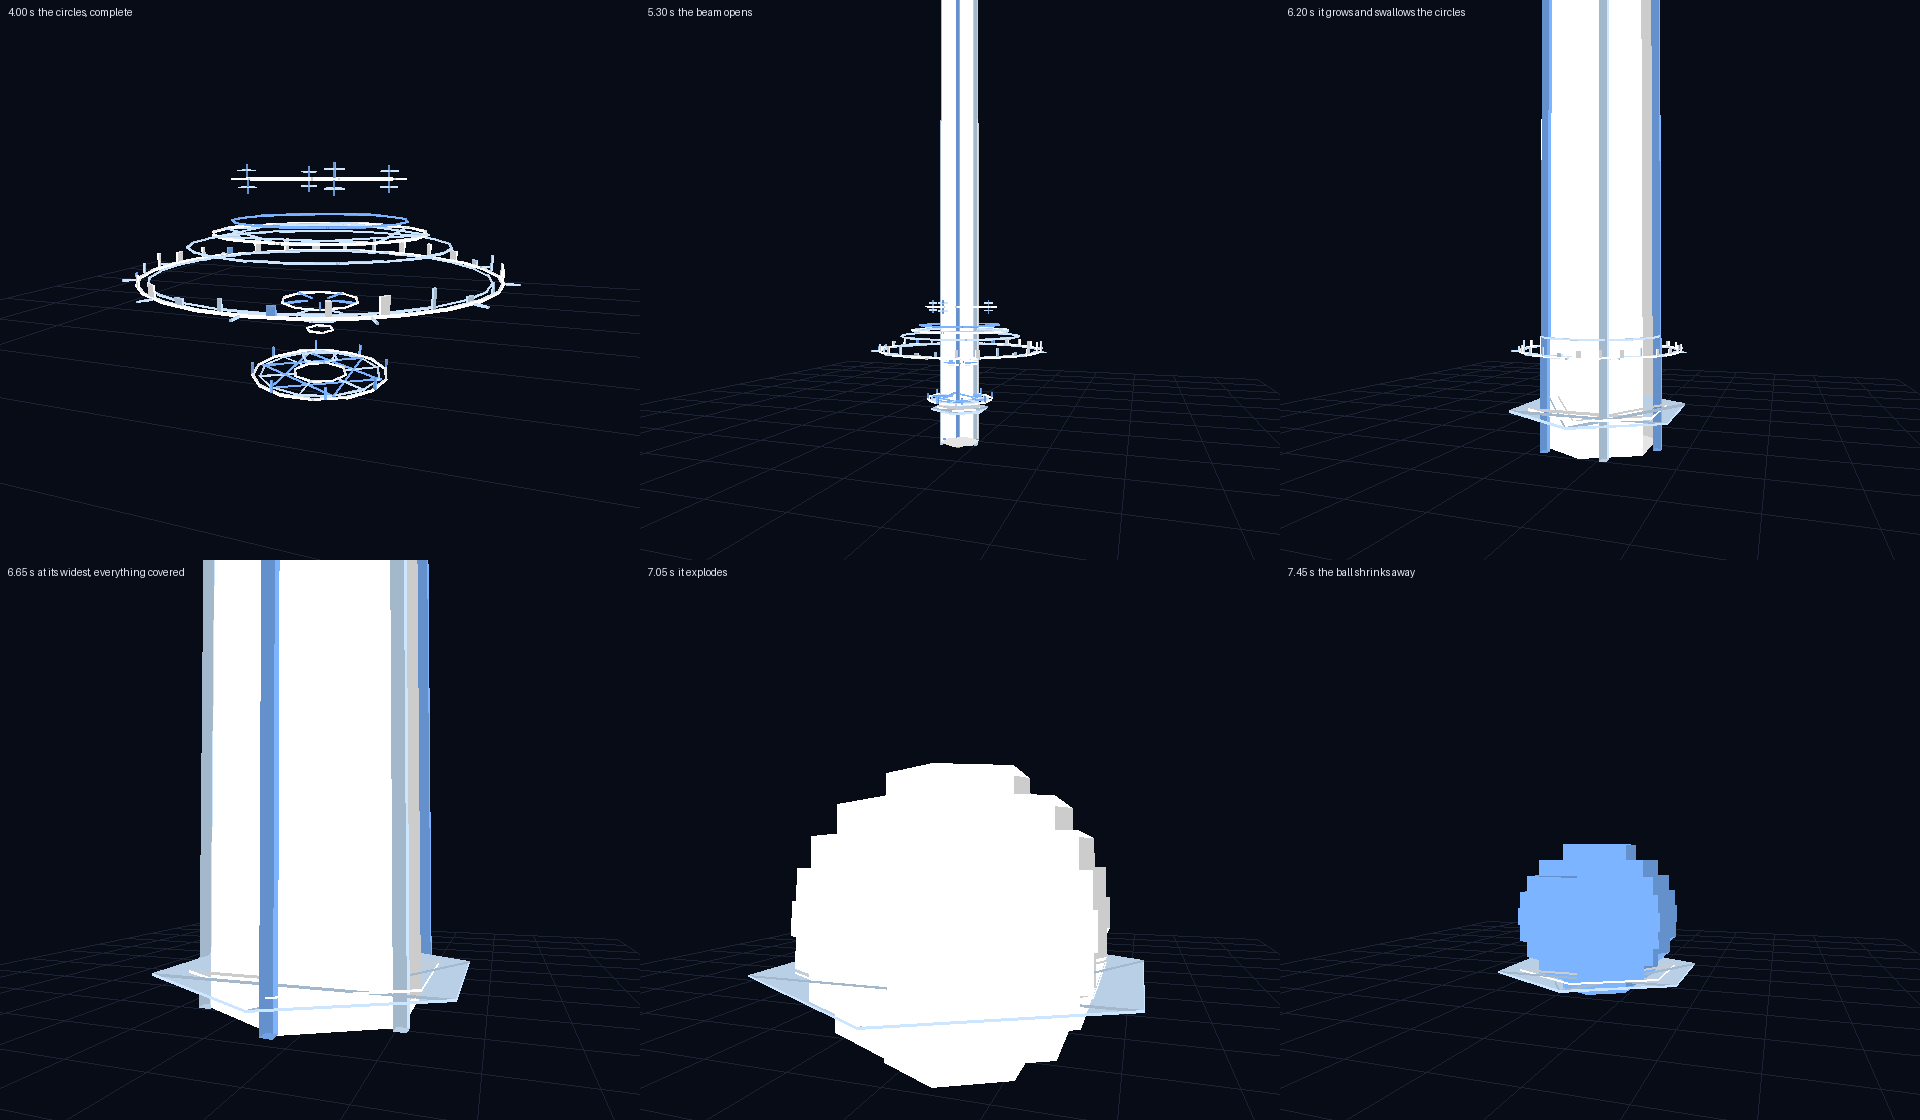 4.00 s the circles, complete
5.30 s the beam opens
6.20 s it grows and swallows the circles
6.65 s at its widest, everything covered
7.05 s it explodes
7.45 s the ball shrinks away